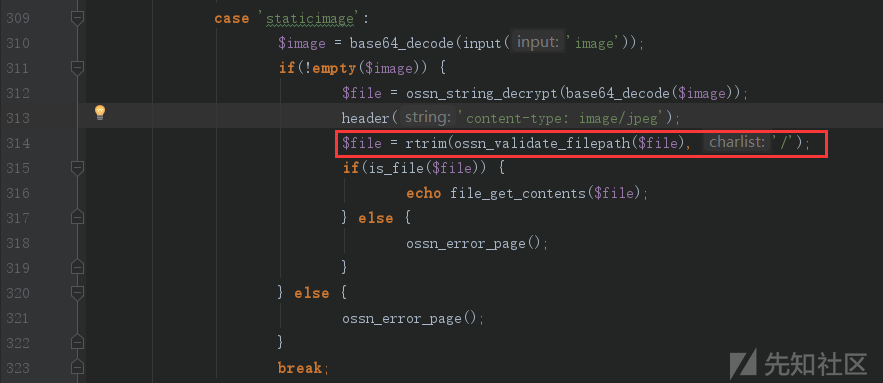 309 case 'staticimage':
310 $image = base64_decode(input( input: 'image'));
311 if(!empty($image)) {
312 $file = ossn_string_decrypt(base64_decode($image));
313 header( string: 'content-type: image/jpeg');
314 $file = rtrim(ossn_validate_filepath($file), charlist: '/');
315 if(is_file($file)) {
316 echo file_get_contents($file);
317 } else {
318 ossn_error_page();
319 }
320 } else {
321 ossn_error_page();
322 }
323 break;
先知社区